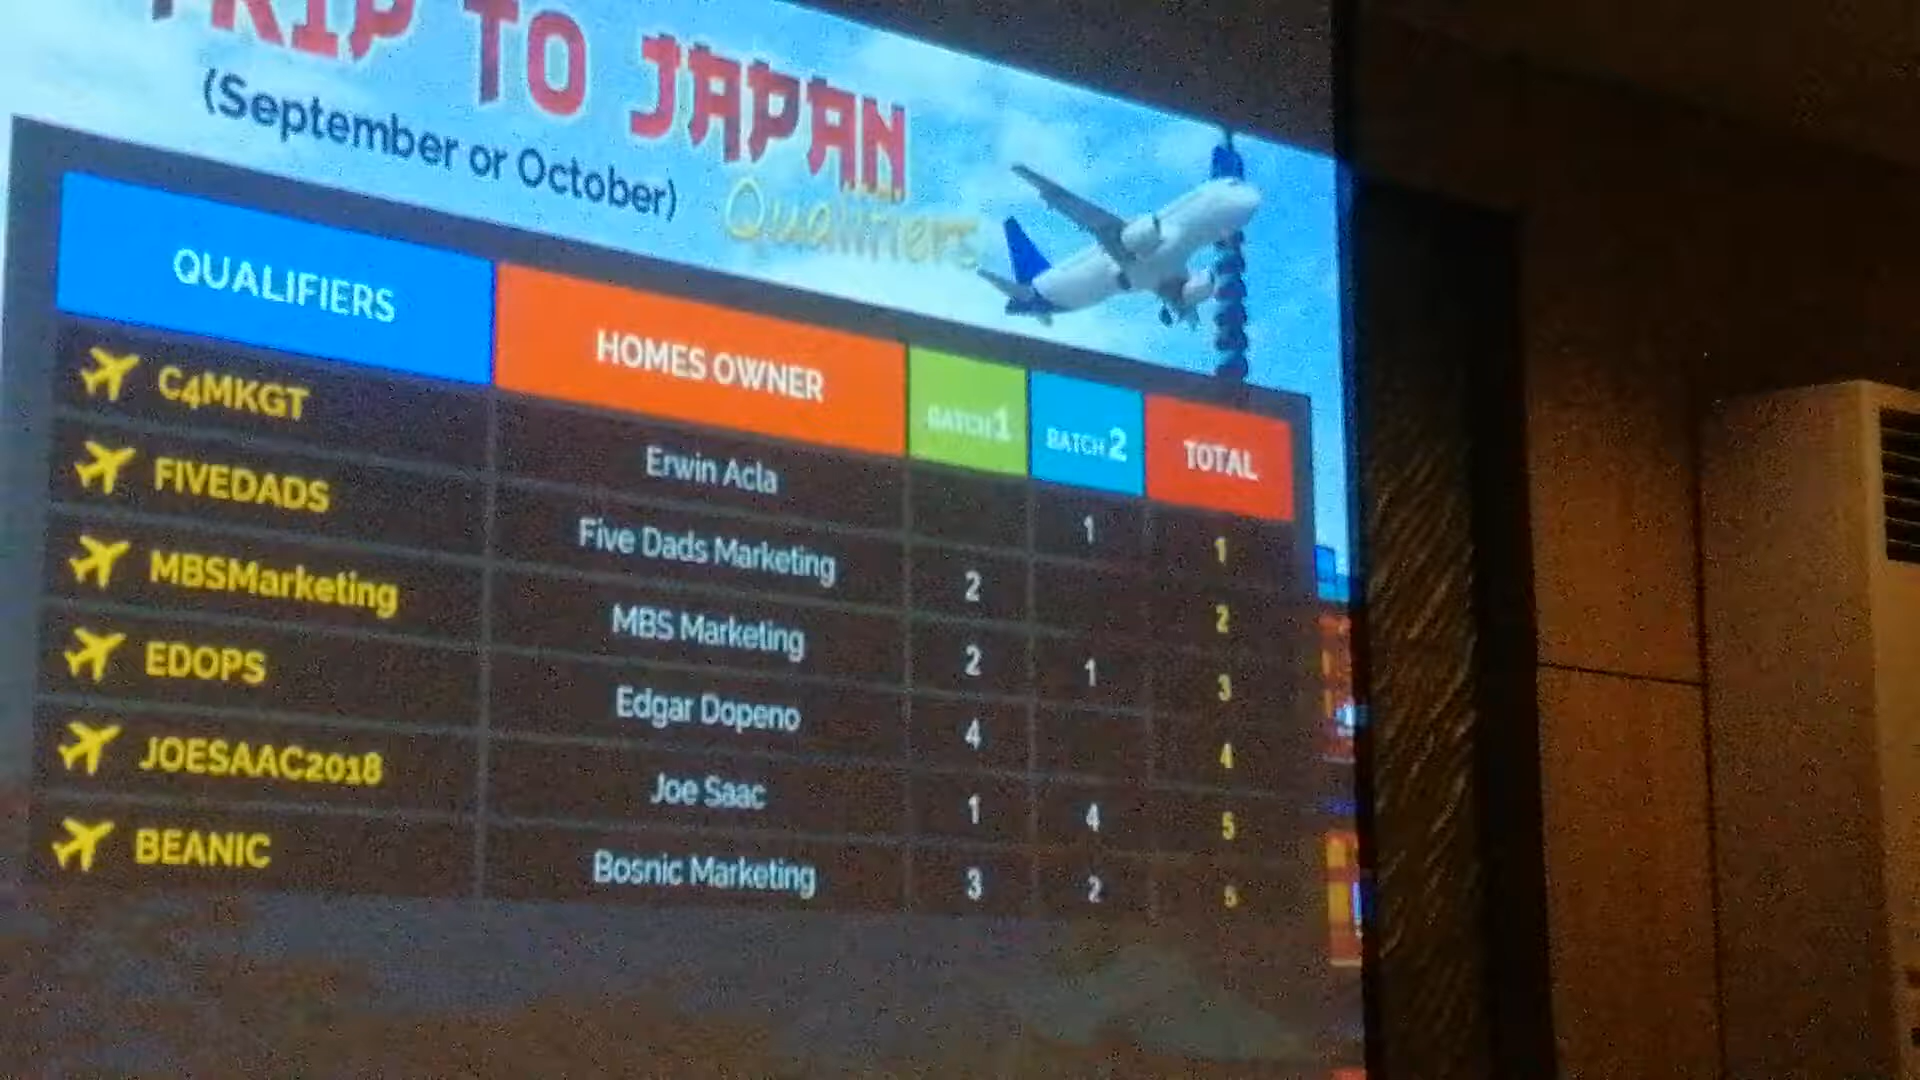 TRIP TO JAPAN
(September or October)
Qualifiers
QUALIFIERS HOMES OWNER BATCH 1 BATCH 2 TOTAL
C4MKGT Erwin Acla 1 1
FIVEDADS Five Dads Marketing 2 2
MBSMarketing MBS Marketing 2 1 3
EDOPS Edgar Dopeno 4 4
JOESAAC2018 Joe Saac 1 4 5
BEANIC Bosnic Marketing 3 2 5